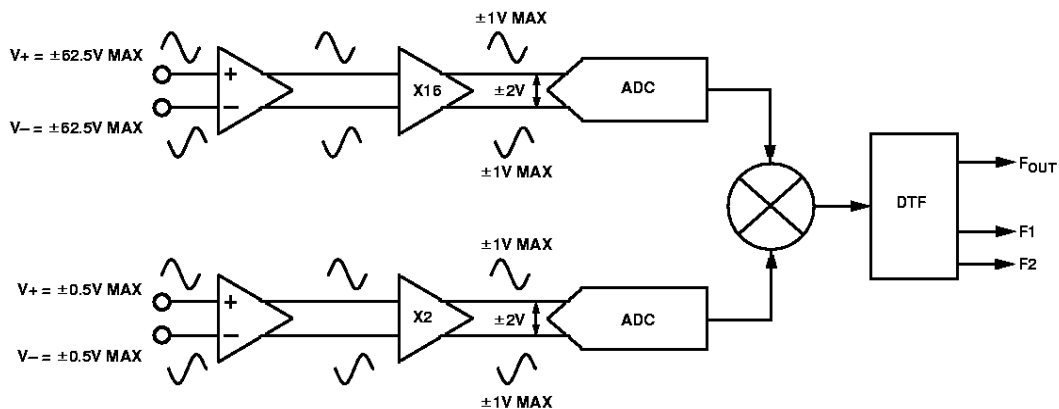 ±1V MAX
V+ = ±62.5V MAX
+
−
X16
±2V
ADC
V− = ±62.5V MAX
±1V MAX
DTF
FOUT
F1
F2
±1V MAX
V+ = ±0.5V MAX
+
−
X2
±2V
ADC
V− = ±0.5V MAX
±1V MAX